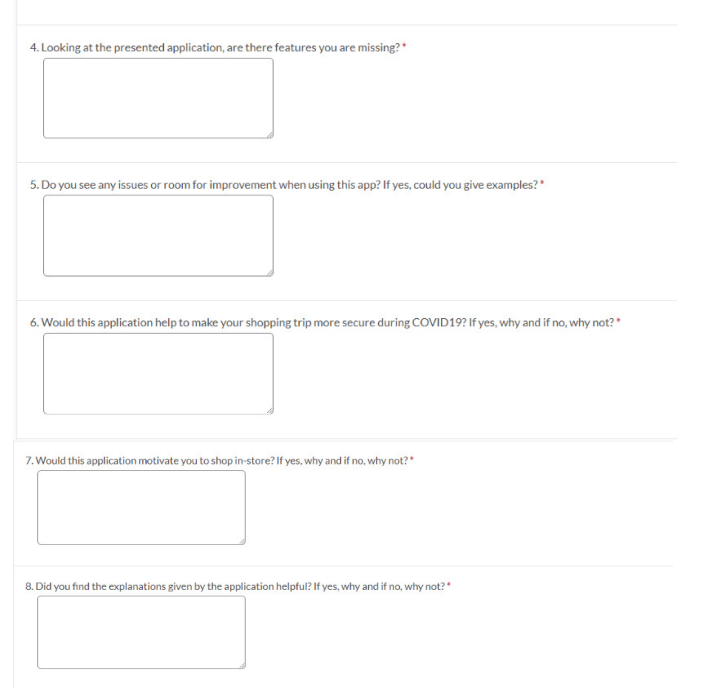 4. Looking at the presented application, are there features you are missing? *
5. Do you see any issues or room for improvement when using this app? If yes, could you give examples? *
6. Would this application help to make your shopping trip more secure during COVID19? If yes, why and if no, why not? *
7. Would this application motivate you to shop in-store? If yes, why and if no, why not? *
8. Did you find the explanations given by the application helpful? If yes, why and if no, why not? *